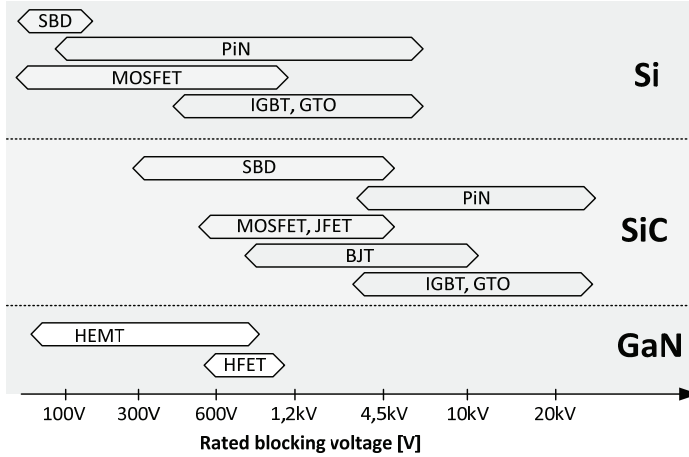 SBD
PiN
MOSFET
IGBT, GTO
Si
SBD
PiN
MOSFET, JFET
BJT
IGBT, GTO
SiC
HEMT
HFET
GaN
100V 300V 600V 1,2kV 4,5kV 10kV 20kV
Rated blocking voltage [V]